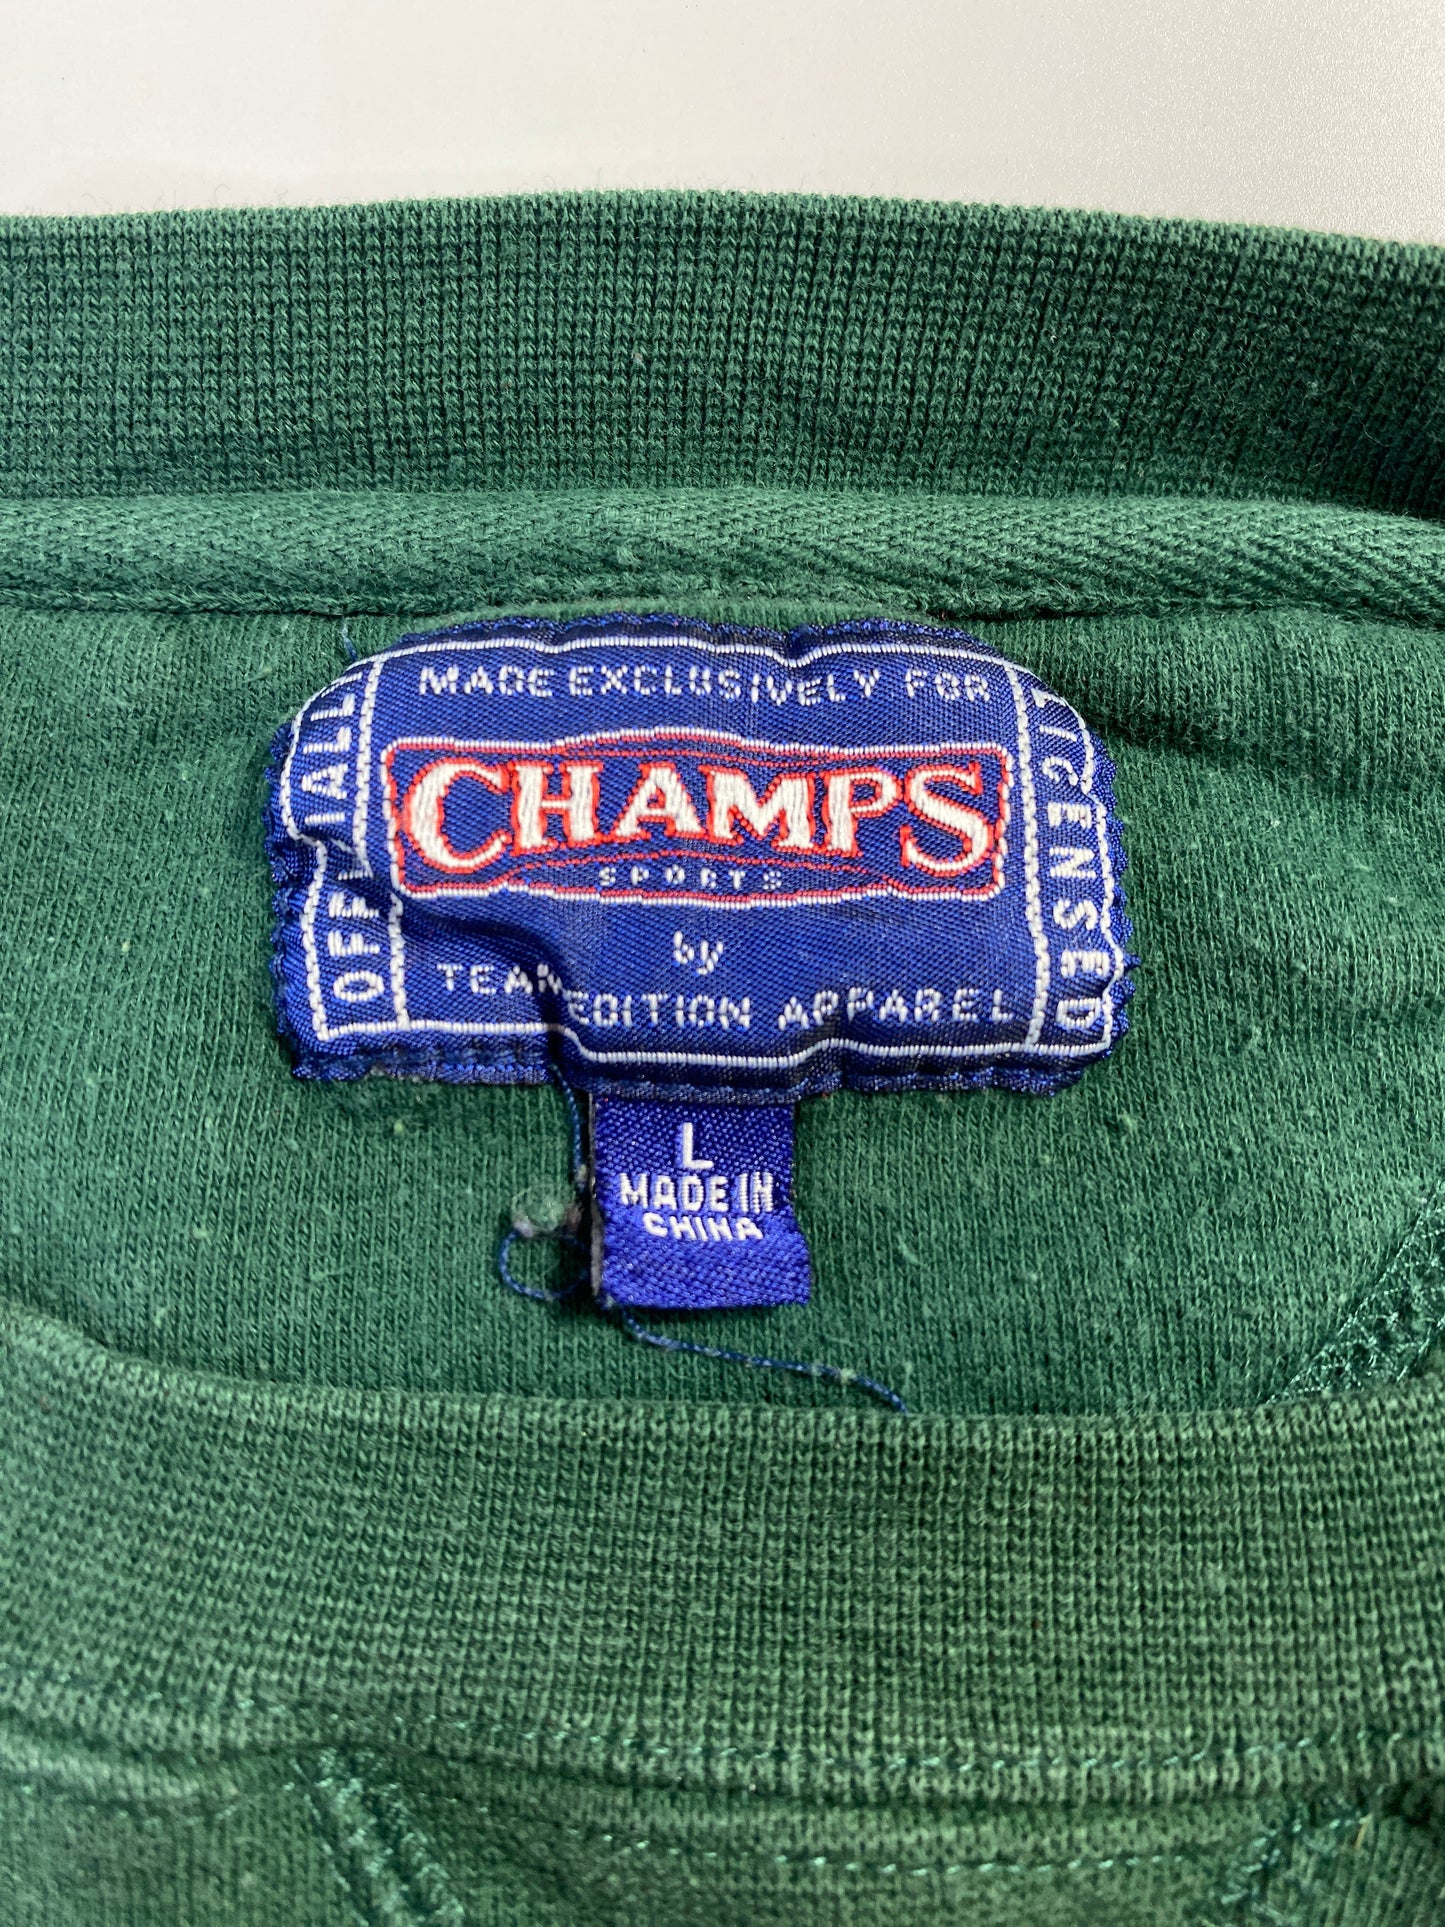 MADE EXCLUSIVELY FOR
CHAMPS
SPORTS
by
TEAM EDITION APPAREL
OFFICIALLY
LICENSED
L
MADE IN
CHINA